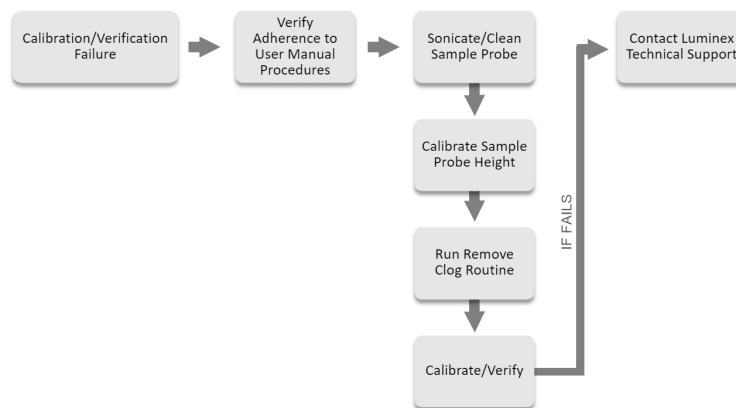 Calibration/Verification
Failure
Verify
Adherence to
User Manual
Procedures
Sonicate/Clean
Sample Probe
Calibrate Sample
Probe Height
Run Remove
Clog Routine
Calibrate/Verify
IF FAILS
Contact Luminex
Technical Support